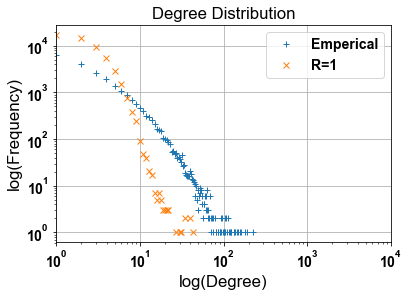 Degree Distribution
log(Frequency)
10^4
10^3
10^2
10^1
10^0
Emperical
R=1
10^0 10^1 10^2 10^3 10^4
log(Degree)